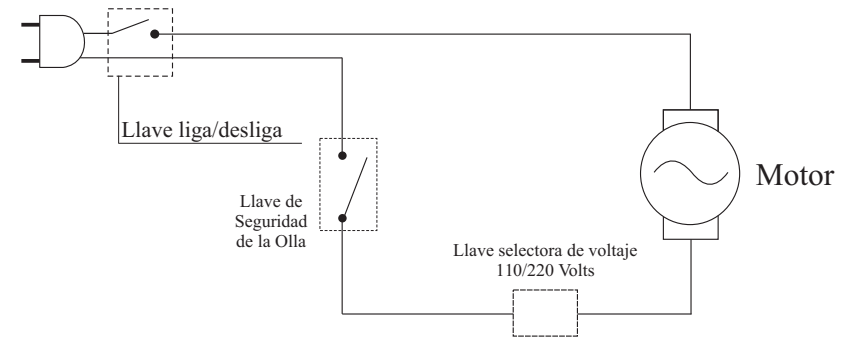 Llave liga/desliga
Llave de
Seguridad
de la Olla
Motor
Llave selectora de voltaje
110/220 Volts